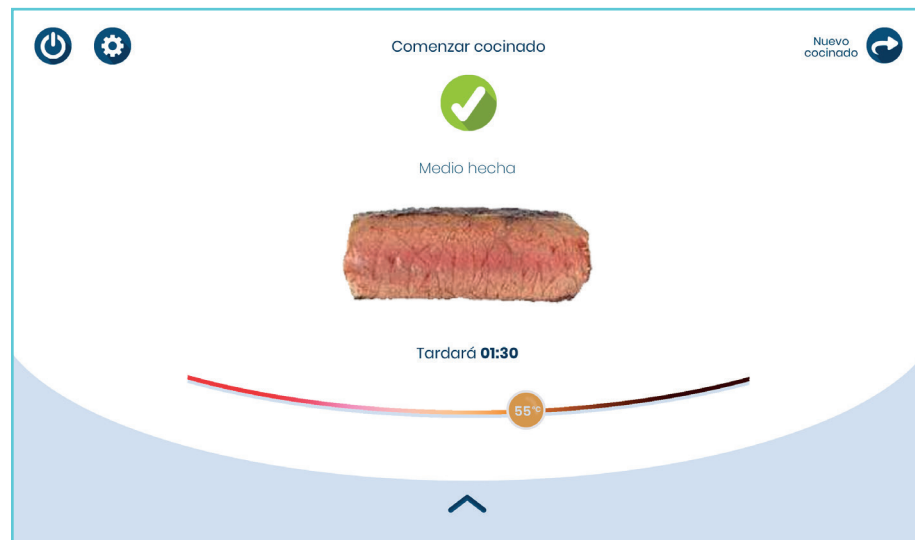 Comenzar cocinado
Nuevo
cocinado
Medio hecha
Tardará 01:30
55°C